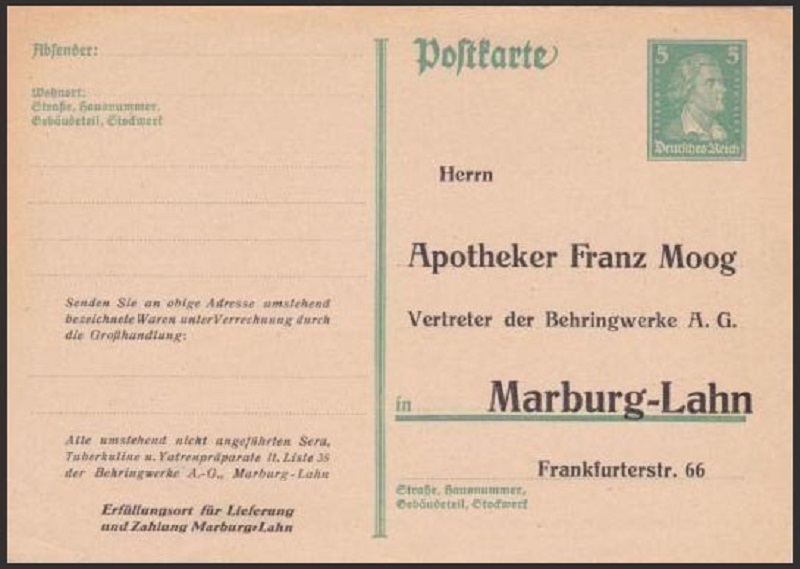 Absender:
Wohnort:
Straße, Hausnummer,
Gebäudeteil, Stockwerk
Senden Sie an obige Adresse umstehend
bezeichnete Waren unter Verrechnung durch
die Großhandlung:
Alle umstehend nicht angeführten Sera,
Tuberkuline u. Yatrenpräparate lt. Liste 38
der Behringwerke A.-G., Marburg-Lahn
Erfüllungsort für Lieferung
und Zahlung Marburg-Lahn
Postkarte
5 5
Deutsches Reich
Herrn
Apotheker Franz Moog
Vertreter der Behringwerke A. G.
in Marburg-Lahn
Frankfurterstr. 66
Straße, Hausnummer,
Gebäudeteil, Stockwerk